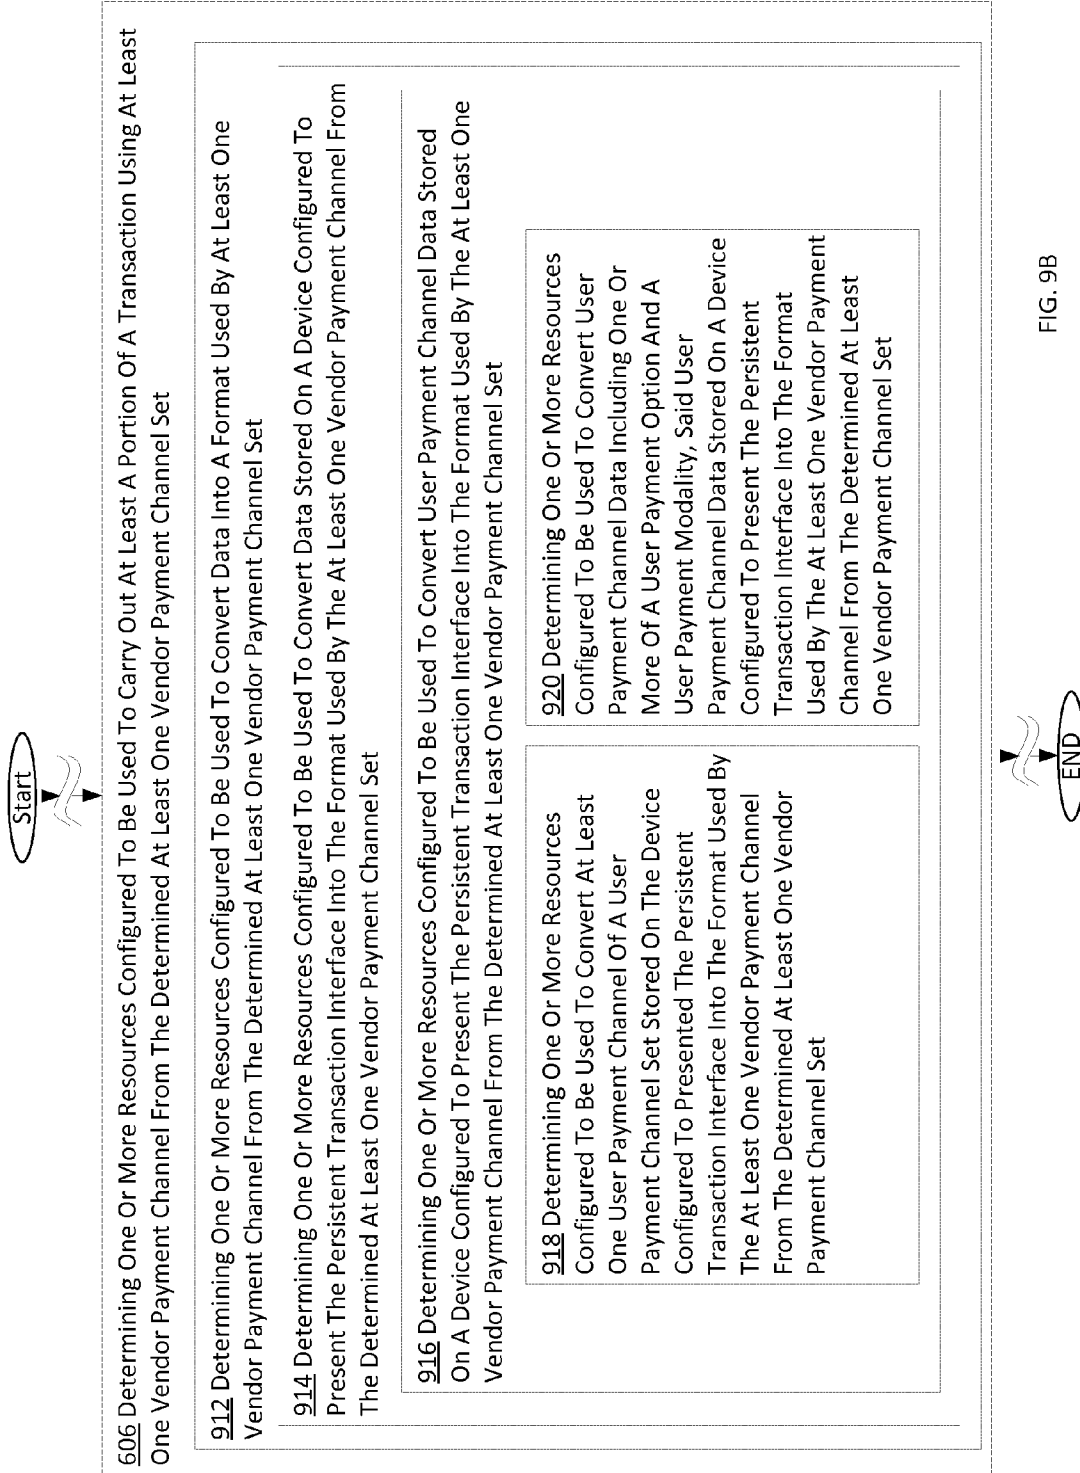 Start
606 Determining One Or More Resources Configured To Be Used To Carry Out At Least A Portion Of A Transaction Using At Least
One Vendor Payment Channel From The Determined At Least One Vendor Payment Channel Set
912 Determining One Or More Resources Configured To Be Used To Convert Data Into A Format Used By At Least One
Vendor Payment Channel From The Determined At Least One Vendor Payment Channel Set
914 Determining One Or More Resources Configured To Be Used To Convert Data Stored On A Device Configured To
Present The Persistent Transaction Interface Into The Format Used By The At Least One Vendor Payment Channel From
The Determined At Least One Vendor Payment Channel Set
916 Determining One Or More Resources Configured To Be Used To Convert User Payment Channel Data Stored
On A Device Configured To Present The Persistent Transaction Interface Into The Format Used By The At Least One
Vendor Payment Channel From The Determined At Least One Vendor Payment Channel Set
918 Determining One Or More Resources
Configured To Be Used To Convert At Least
One User Payment Channel Of A User
Payment Channel Set Stored On The Device
Configured To Presented The Persistent
Transaction Interface Into The Format Used By
The At Least One Vendor Payment Channel
From The Determined At Least One Vendor
Payment Channel Set
920 Determining One Or More Resources
Configured To Be Used To Convert User
Payment Channel Data Including One Or
More Of A User Payment Option And A
User Payment Modality, Said User
Payment Channel Data Stored On A Device
Configured To Present The Persistent
Transaction Interface Into The Format
Used By The At Least One Vendor Payment
Channel From The Determined At Least
One Vendor Payment Channel Set
END
FIG. 9B